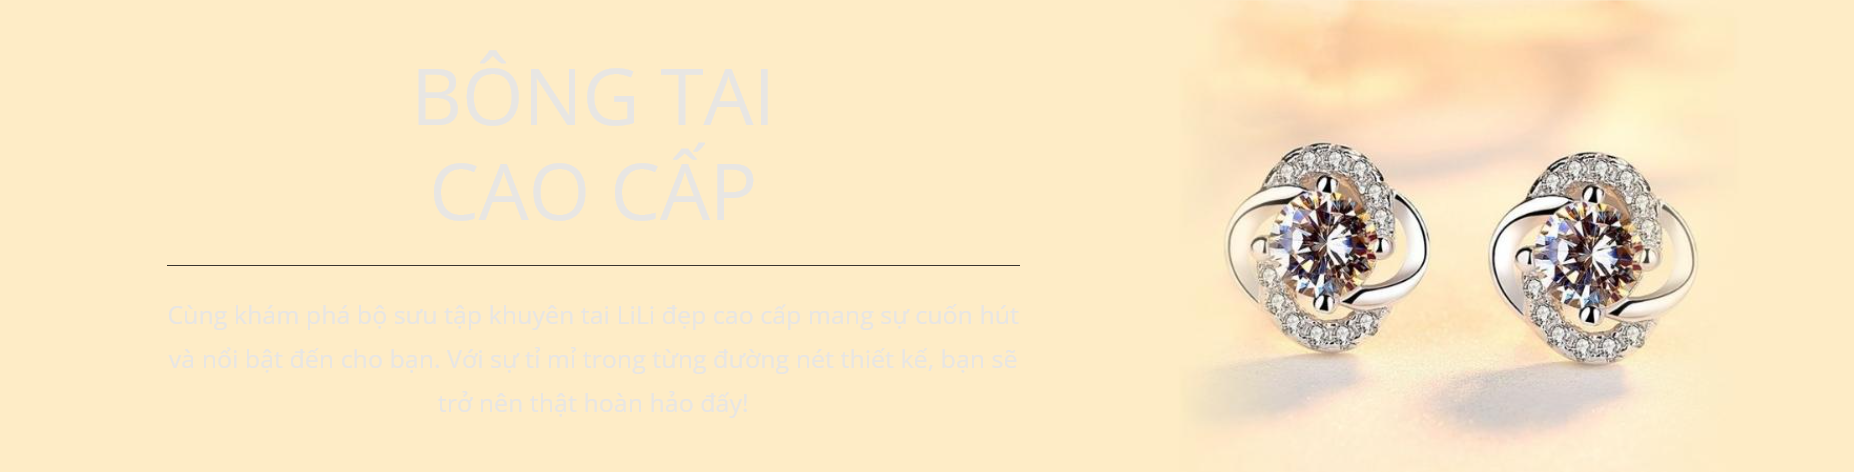 BÔNG TAI
CAO CẤP
Cùng khám phá bộ sưu tập khuyên tai LiLi đẹp cao cấp mang sự cuốn hút
và nổi bật đến cho bạn. Với sự tỉ mỉ trong từng đường nét thiết kế, bạn sẽ
trở nên thật hoàn hảo đấy!